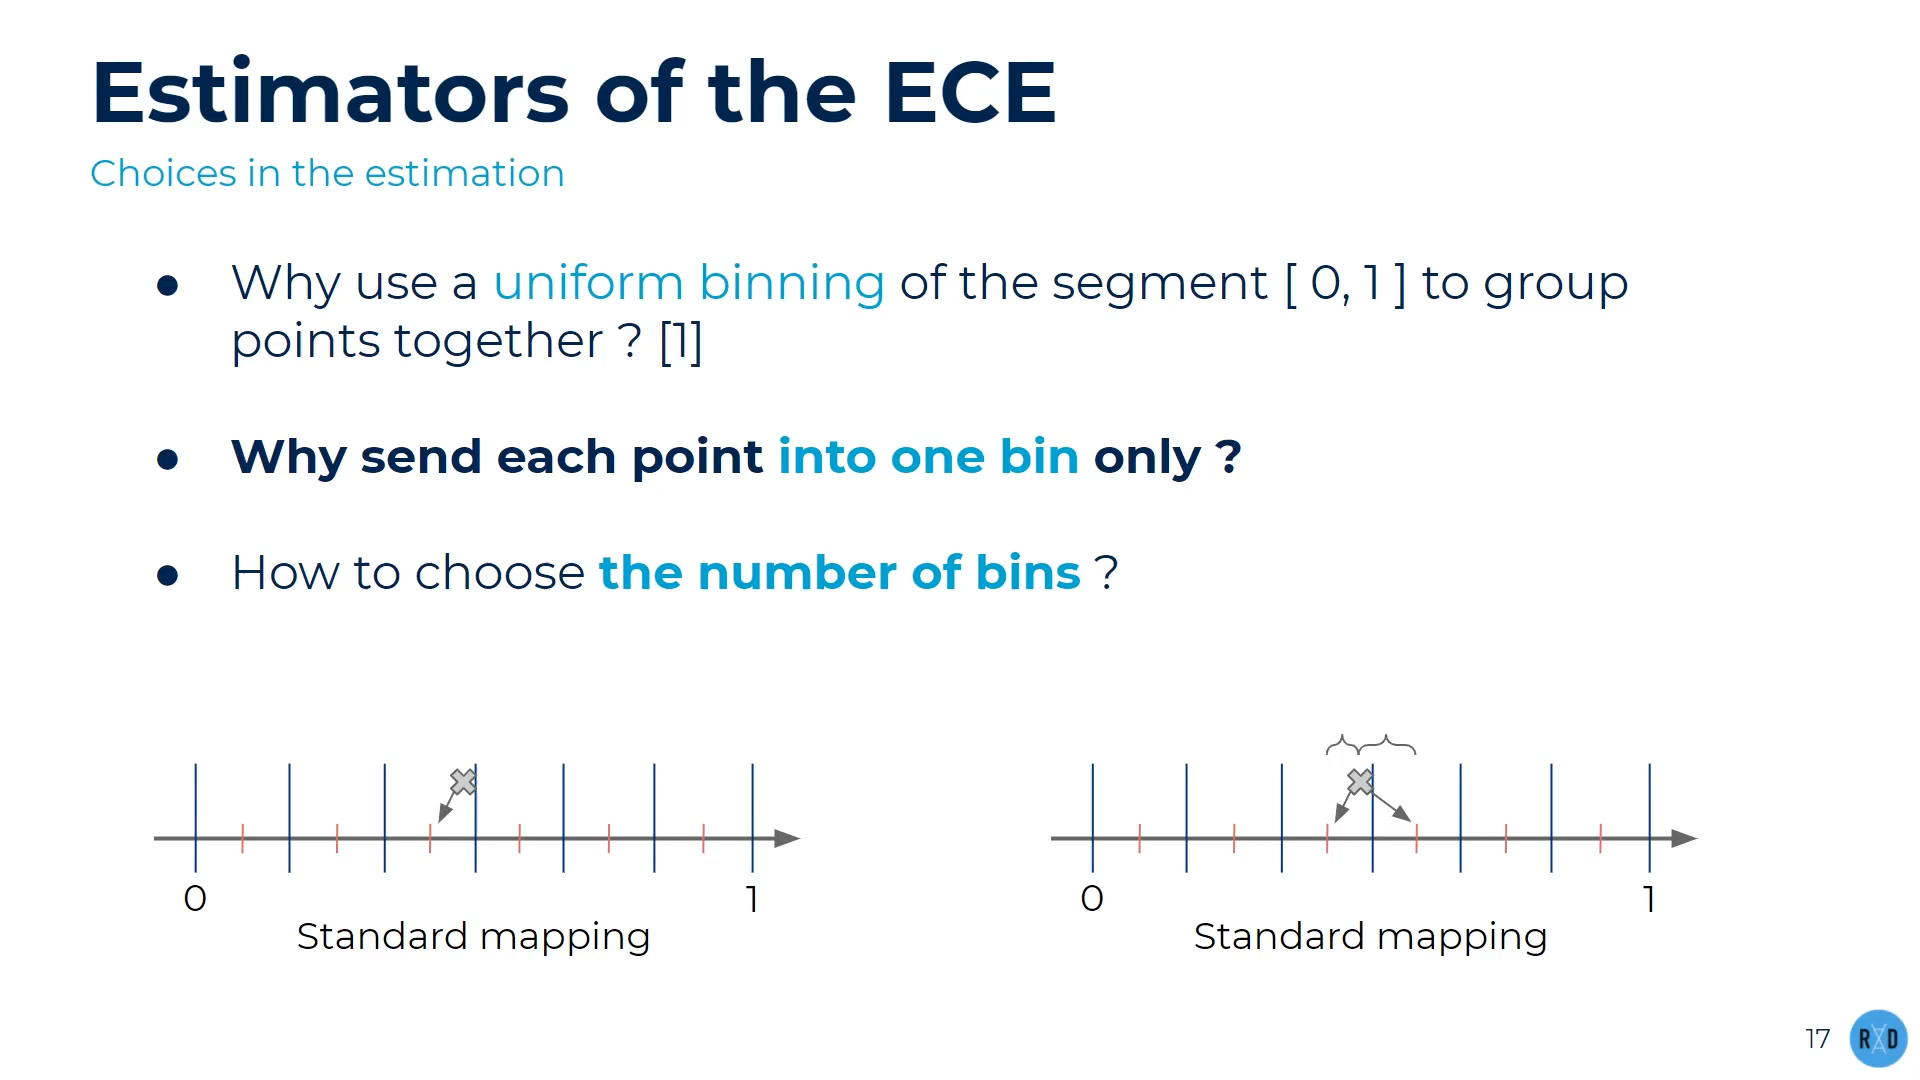 Estimators of the ECE
Choices in the estimation
● Why use a uniform binning of the segment [ 0, 1 ] to group
points together ? [1]
● Why send each point into one bin only ?
● How to choose the number of bins ?
0 1
Standard mapping
0 1
Standard mapping
17
R D